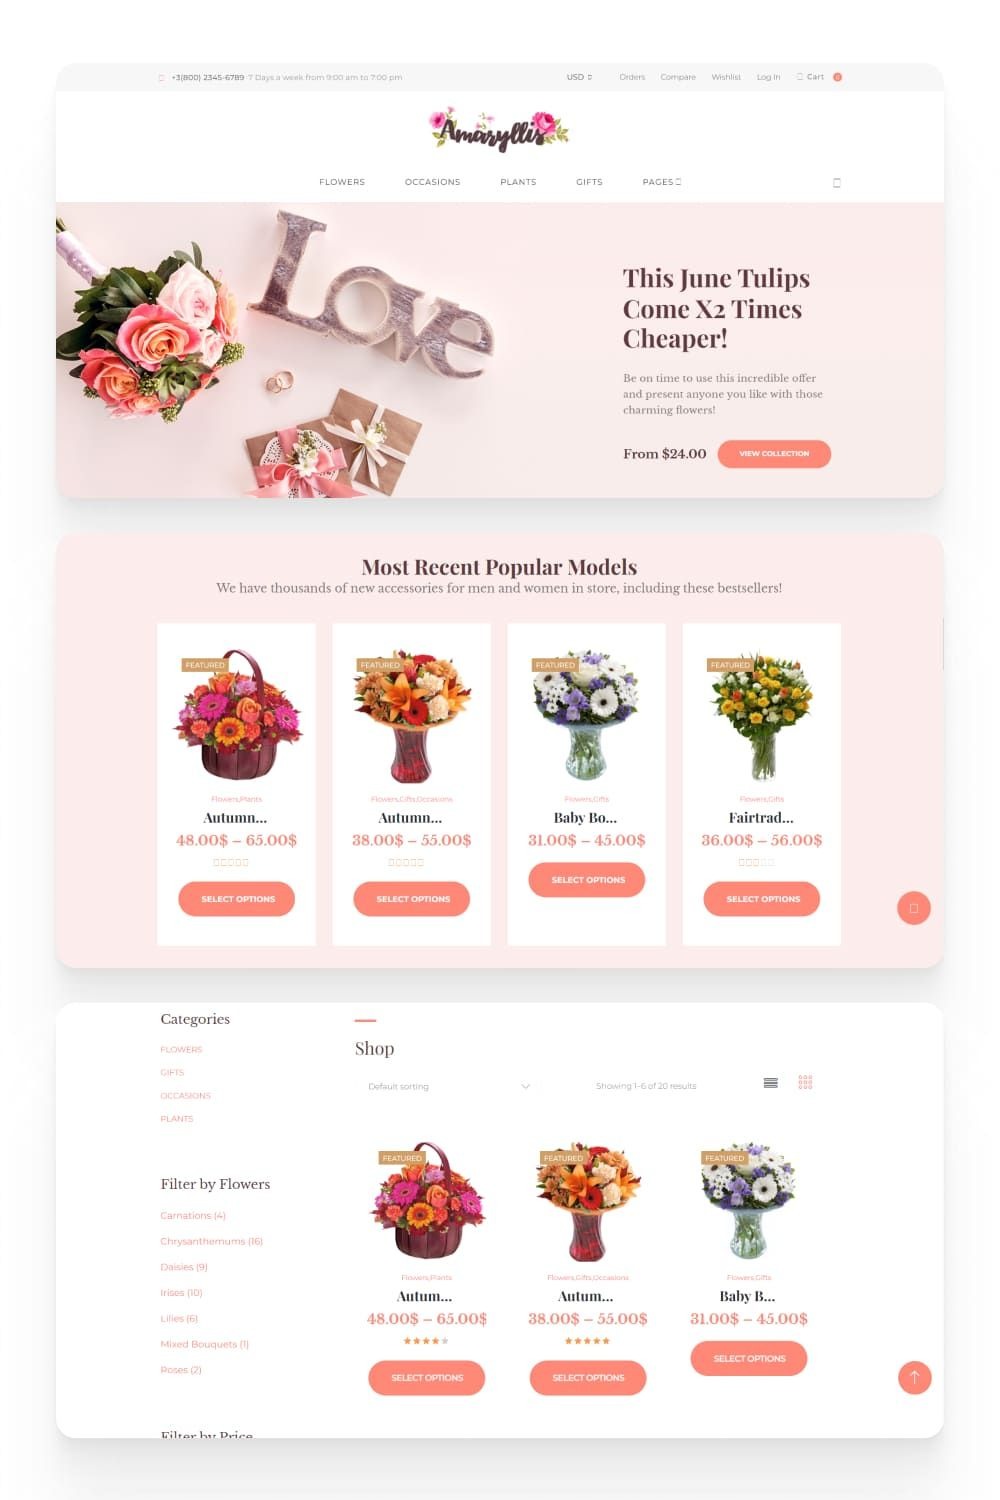 +3(800) 2345-6789 7 Days a week from 9:00 am to 7:00 pm
USD Orders Compare Wishlist Log In Cart 0
Amaryllis
FLOWERS OCCASIONS PLANTS GIFTS PAGES
Love
This June Tulips
Come X2 Times
Cheaper!
Be on time to use this incredible offer
and present anyone you like with those
charming flowers!
From $24.00 VIEW COLLECTION
Most Recent Popular Models
We have thousands of new accessories for men and women in store, including these bestsellers!
FEATURED FEATURED FEATURED FEATURED
Flowers,Plants Flowers,Gifts,Occasions Flowers,Gifts Flowers,Gifts
Autumn... Autumn... Baby Bo... Fairtrad...
48.00$ – 65.00$ 38.00$ – 55.00$ 31.00$ – 45.00$ 36.00$ – 56.00$
SELECT OPTIONS SELECT OPTIONS SELECT OPTIONS SELECT OPTIONS
Categories
FLOWERS
GIFTS
OCCASIONS
PLANTS
Filter by Flowers
Carnations (4)
Chrysanthemums (16)
Daisies (9)
Irises (10)
Lilies (6)
Mixed Bouquets (1)
Roses (2)
Filter by Price
Shop
Default sorting Showing 1–6 of 20 results
FEATURED FEATURED FEATURED
Flowers,Plants Flowers,Gifts,Occasions Flowers,Gifts
Autum... Autum... Baby B...
48.00$ – 65.00$ 38.00$ – 55.00$ 31.00$ – 45.00$
SELECT OPTIONS SELECT OPTIONS SELECT OPTIONS